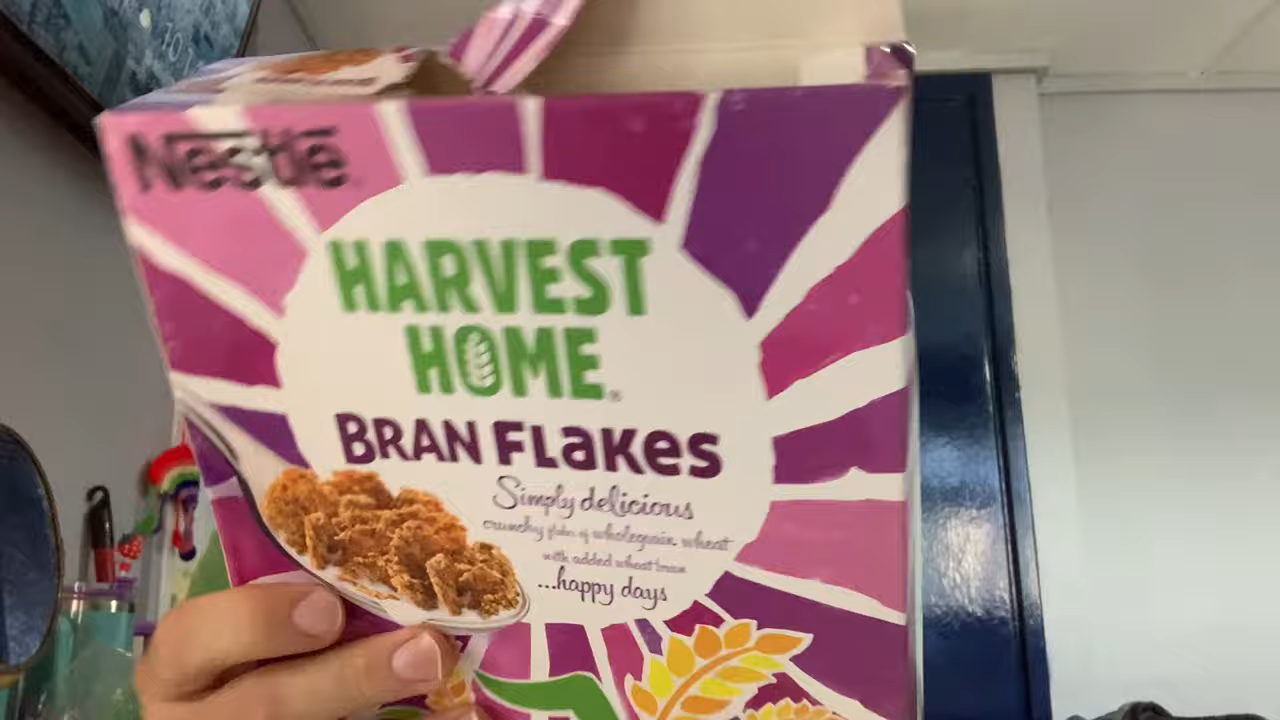 Nestlé
HARVEST
HOME®
BRAN FLAKES
Simply delicious
crunchy flakes of wholegrain wheat
with added wheat bran
...happy days